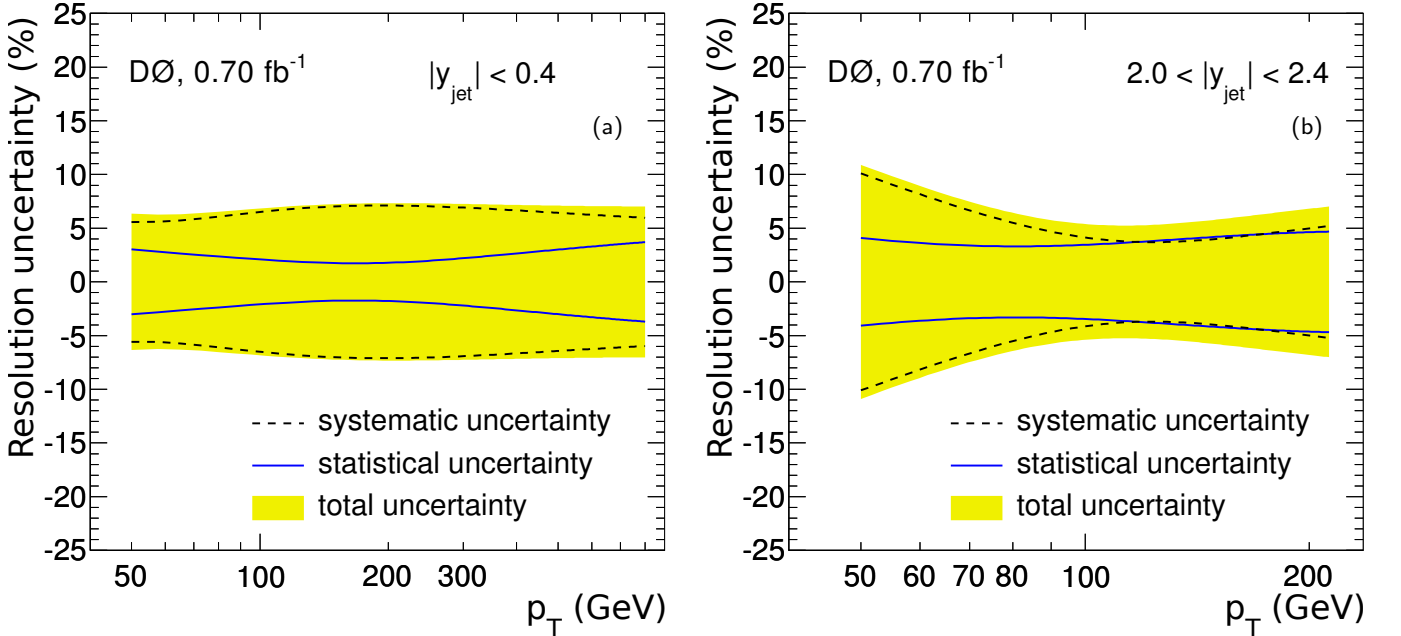 Resolution uncertainty (%)
25
20
15
10
5
0
-5
-10
-15
-20
-25
DØ, 0.70 fb-1
|yjet| < 0.4
(a)
systematic uncertainty
statistical uncertainty
total uncertainty
50 100 200 300
pT (GeV)
Resolution uncertainty (%)
25
20
15
10
5
0
-5
-10
-15
-20
-25
DØ, 0.70 fb-1
2.0 < |yjet| < 2.4
(b)
systematic uncertainty
statistical uncertainty
total uncertainty
50 60 70 80 100 200
pT (GeV)